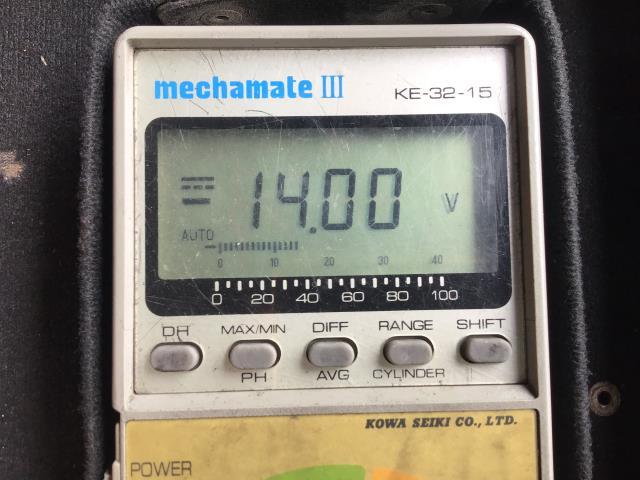 mechamate III
KE-32-15
14.00 V
AUTO
0 10 20 30 40
0 20 40 60 80 100
DH MAX/MIN DIFF RANGE SHIFT
PH AVG CYLINDER
KOWA SEIKI CO., LTD.
POWER